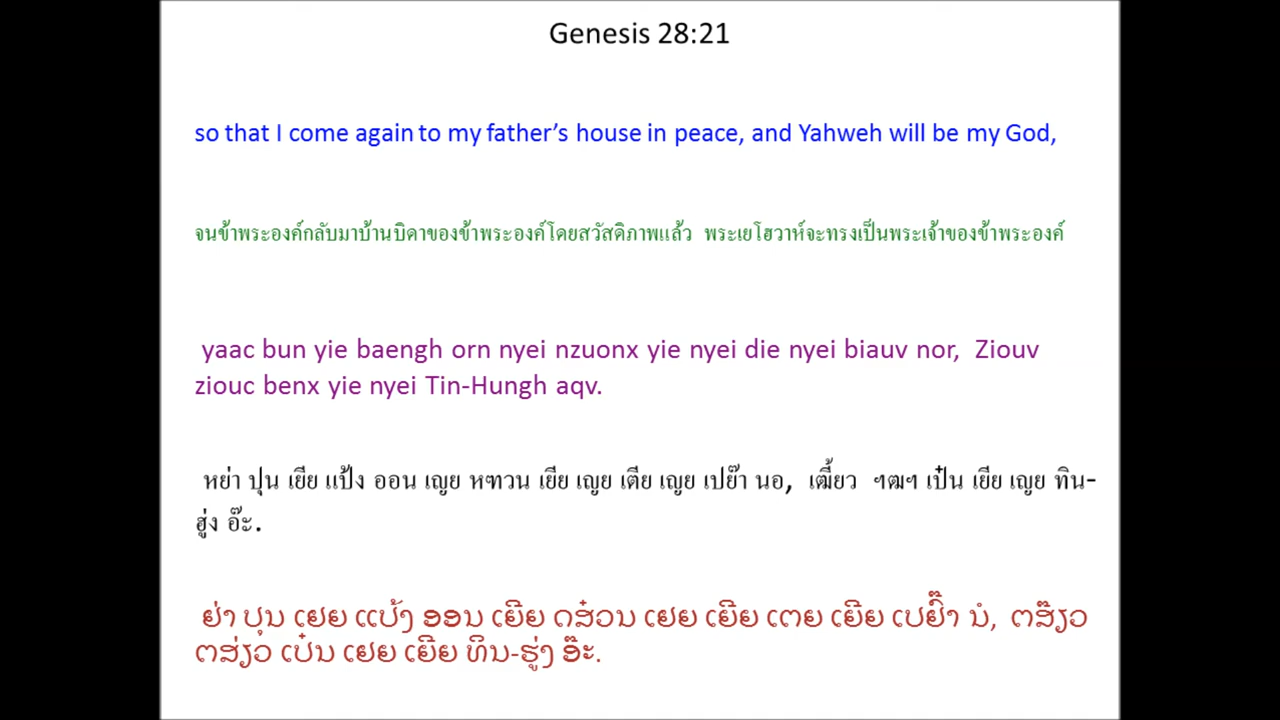 Genesis 28:21
so that I come again to my father’s house in peace, and Yahweh will be my God,
จนข้าพระองค์กลับมาบ้านบิดาของข้าพระองค์โดยสวัสดิภาพแล้ว พระเยโฮวาห์จะทรงเป็นพระเจ้าของข้าพระองค์
yaac bun yie baengh orn nyei nzuonx yie nyei die nyei biauv nor, Ziouv
ziouc benx yie nyei Tin-Hungh aqv.
หย่า ปุน เยีย แป้ง ออน เญย หฑวน เยีย เญย เตีย เญย เปย๊า นอ, เฒี้ยว ฯฒฯ เป๋น เยีย เญย ทิน-
ฮู่ง อ๊ะ.
ຢ່າ ປຸນ ເຢຍ ແປ້ງ ອອນ ເຍີຍ ດສ໋ວນ ເຢຍ ເຍີຍ ເຕຍ ເຍີຍ ເປຢົ໊າ ນໍ, ຕສ໊ຽວ
ຕສ່ຽວ ເປ໋ນ ເຢຍ ເຍີຍ ທິນ-ຮູ່ງ ອ໊ະ.